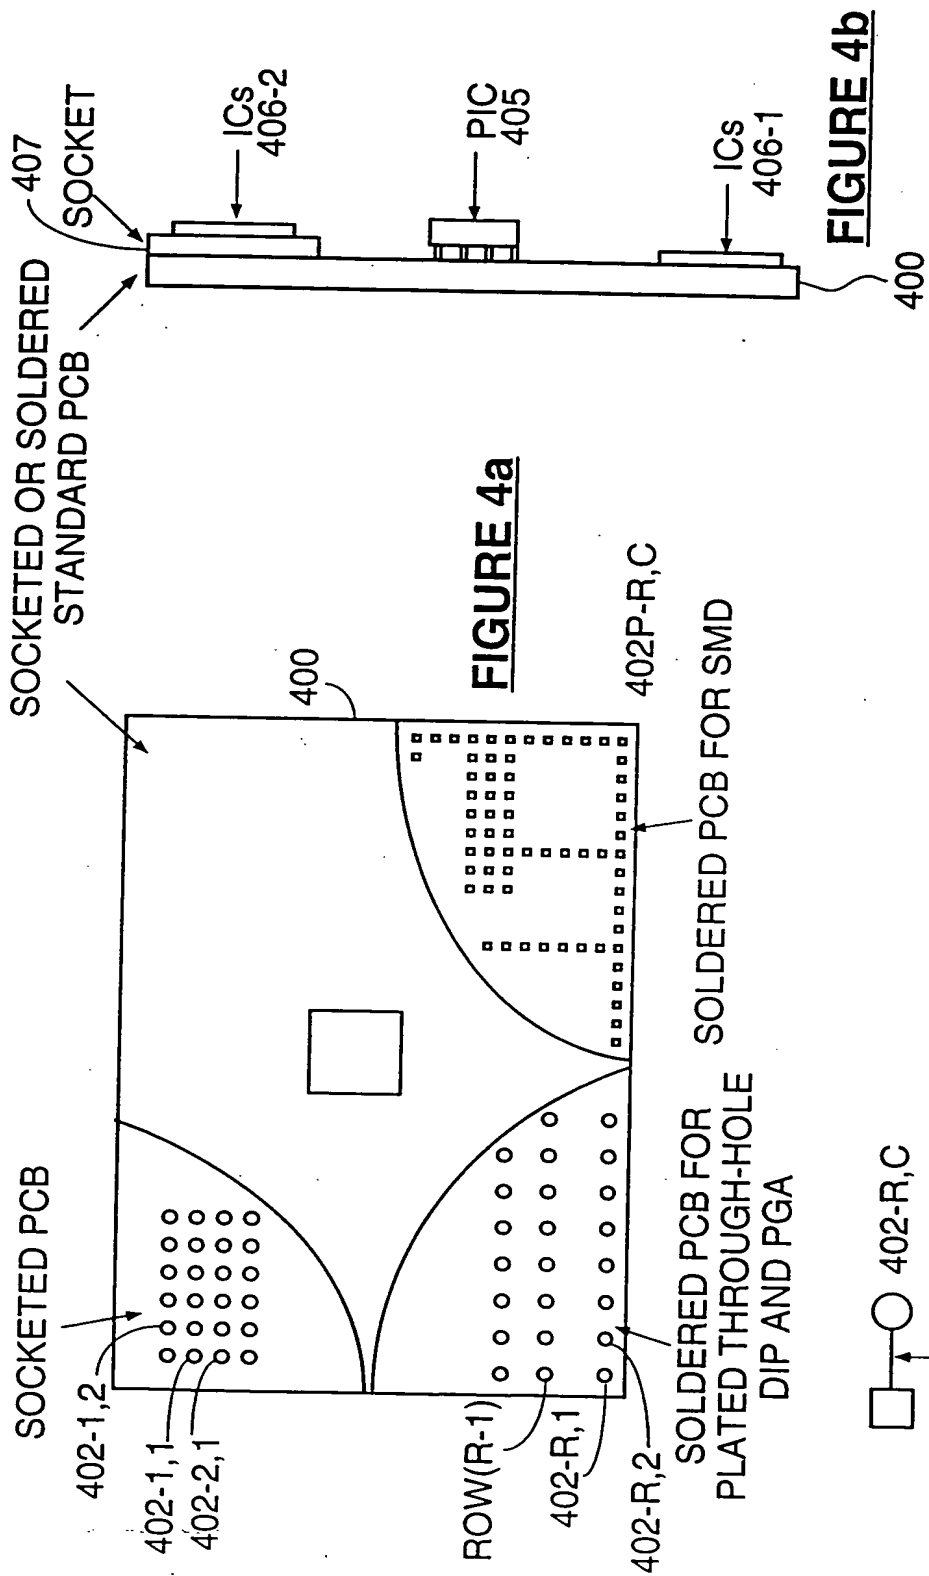 SOCKETED PCB
402-1,2
402-1,1
402-2,1
ROW(R-1)
402-R,1
402-R,2
SOLDERED PCB FOR
PLATED THROUGH-HOLE
DIP AND PGA
402-R,C
SOLDERED PCB FOR SMD
402P-R,C
400
FIGURE 4a
SOCKETED OR SOLDERED
STANDARD PCB
407
SOCKET
ICs
406-2
PIC
405
ICs
406-1
400
FIGURE 4b